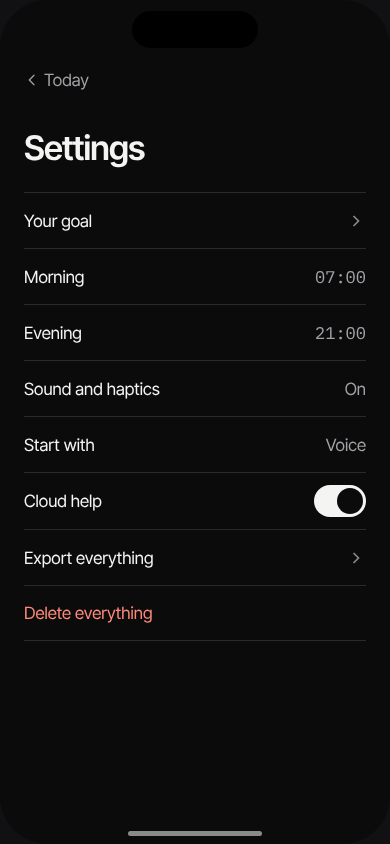 Today
Settings
Your goal
Morning 07:00
Evening 21:00
Sound and haptics On
Start with Voice
Cloud help
Export everything
Delete everything